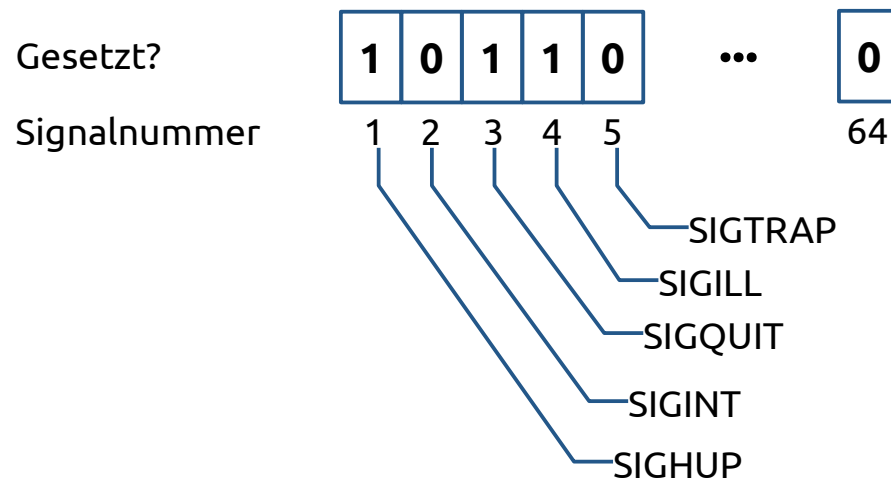 Gesetzt? 1 0 1 1 0 ... 0
Signalnummer 1 2 3 4 5 64
SIGTRAP
SIGILL
SIGQUIT
SIGINT
SIGHUP